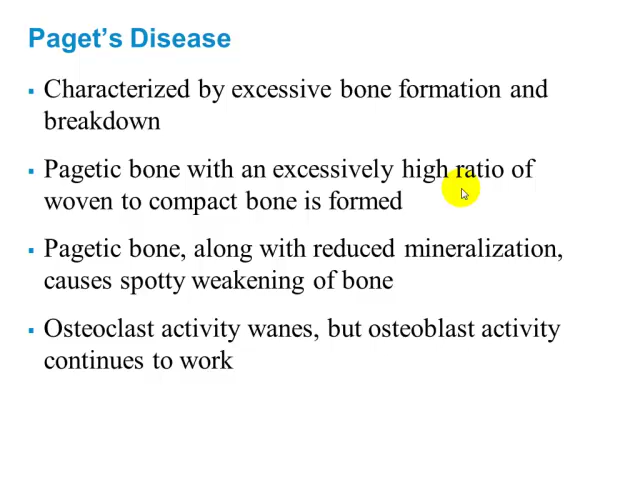 Paget’s Disease
▪ Characterized by excessive bone formation and
breakdown
▪ Pagetic bone with an excessively high ratio of
woven to compact bone is formed
▪ Pagetic bone, along with reduced mineralization,
causes spotty weakening of bone
▪ Osteoclast activity wanes, but osteoblast activity
continues to work